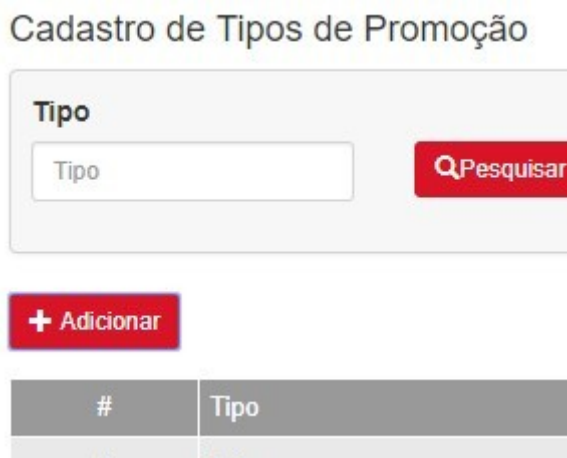 Cadastro de Tipos de Promoção
Tipo
Tipo
Pesquisar
Adicionar
# Tipo